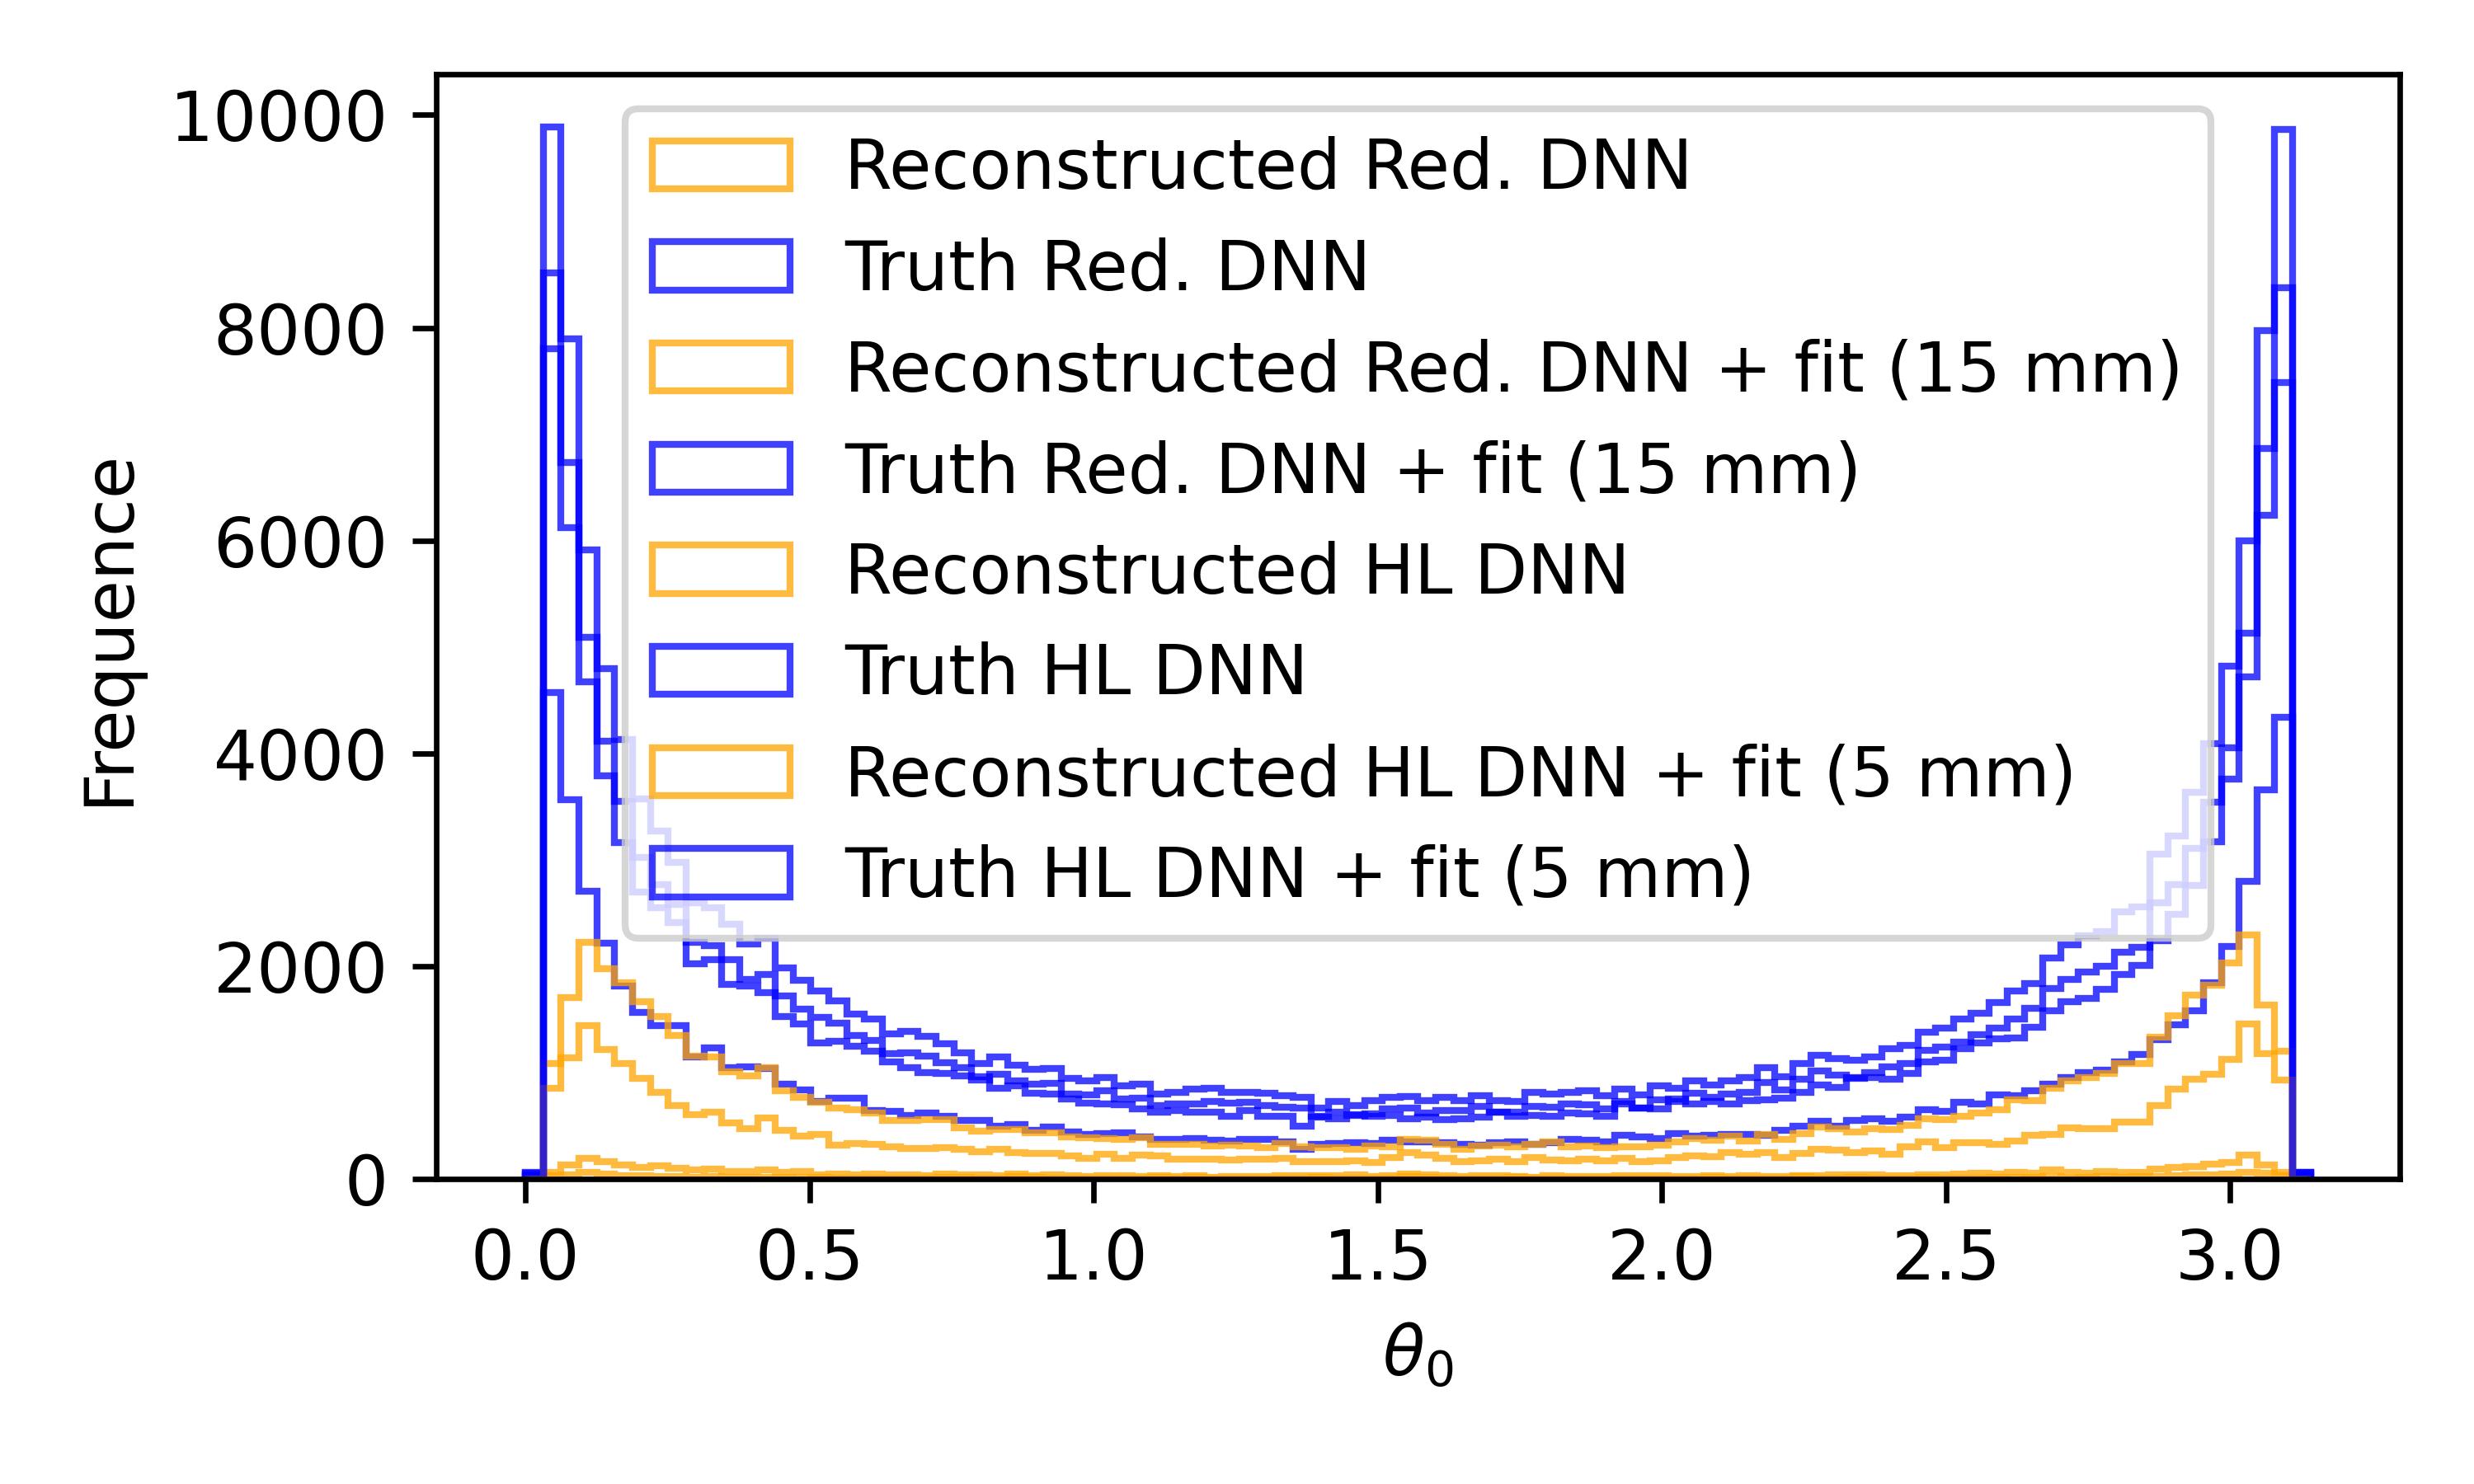 10000
8000
6000
4000
2000
0
Frequence
Reconstructed Red. DNN
Truth Red. DNN
Reconstructed Red. DNN + fit (15 mm)
Truth Red. DNN + fit (15 mm)
Reconstructed HL DNN
Truth HL DNN
Reconstructed HL DNN + fit (5 mm)
Truth HL DNN + fit (5 mm)
0.0 0.5 1.0 1.5 2.0 2.5 3.0
θ₀